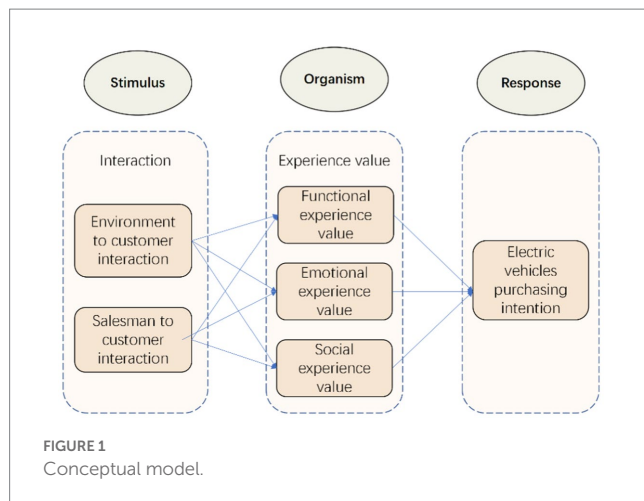 Stimulus
Organism
Response
Interaction
Environment
to customer
interaction
Salesman to
customer
interaction
Experience value
Functional
experience
value
Emotional
experience
value
Social
experience
value
Electric
vehicles
purchasing
intention
FIGURE 1
Conceptual model.